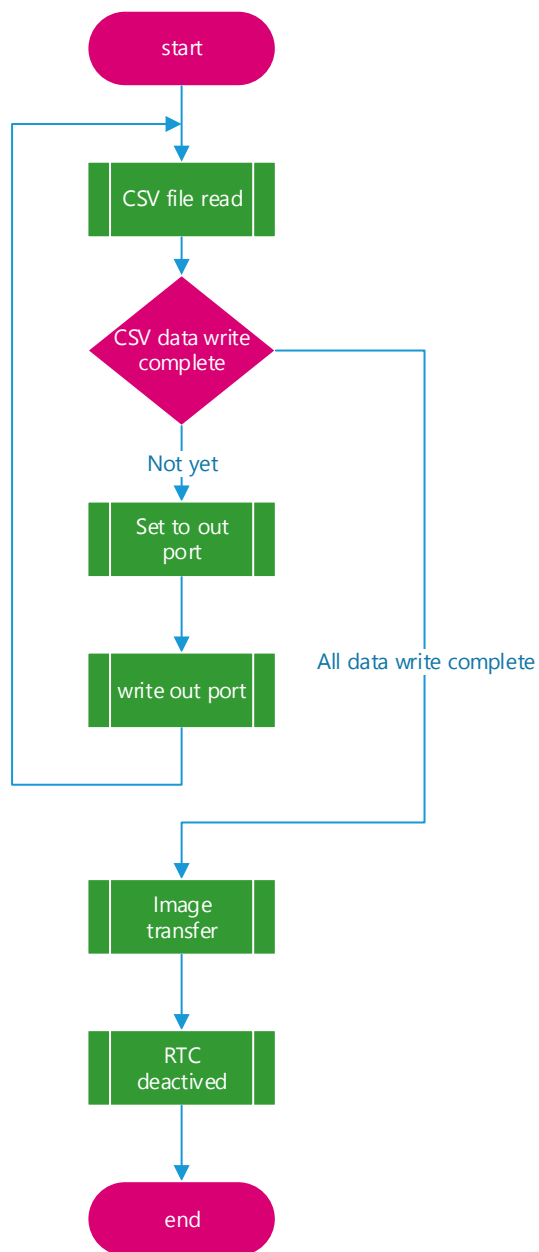 start
CSV file read
CSV data write
complete
Not yet
Set to out
port
write out port
All data write complete
Image
transfer
RTC
deactived
end